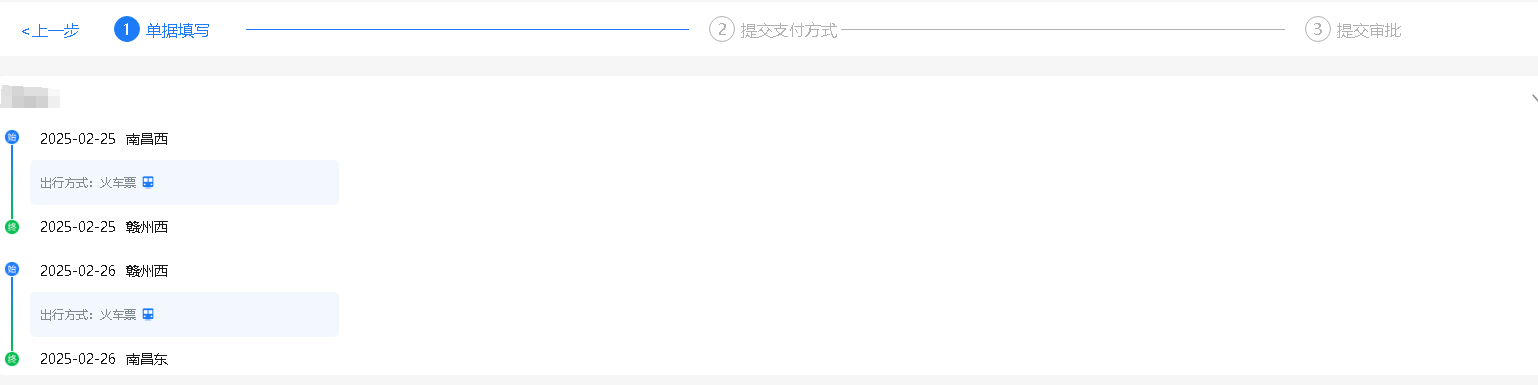 <上一步 1 单据填写 2 提交支付方式 3 提交审批
始 2025-02-25 南昌西
出行方式：火车票
终 2025-02-25 赣州西
始 2025-02-26 赣州西
出行方式：火车票
终 2025-02-26 南昌东